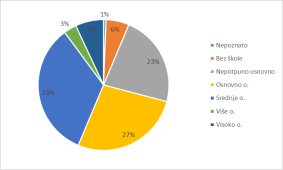 1%
3%
6%
23%
33%
27%
Nepoznato
Bez škole
Nepotpuno osnovno
Osnovno o.
Srednje o.
Više o.
Visoko o.